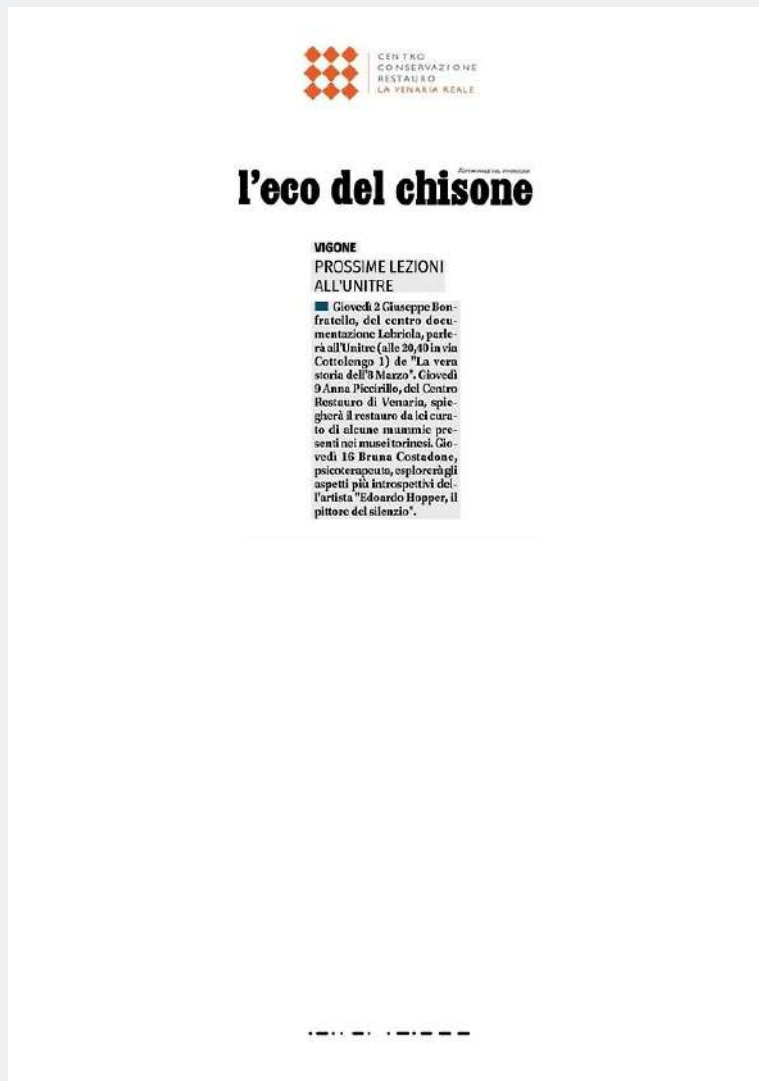 CENTRO
CONSERVAZIONE
RESTAURO
LA VENARIA REALE
l'eco del chisone
VIGONE
PROSSIME LEZIONI
ALL'UNITRE
Giovedì 2 Giuseppe Bon-
fratello, del centro docu-
mentazione Labriola, parle-
rà all'Unitre (alle 20,40 in via
Cottolengo 1) de "La vera
storia dell'8 Marzo". Giovedì
9 Anna Piccirillo, del Centro
Restauro di Venaria, spie-
gherà il restauro da lei cura-
to di alcune mummie pre-
senti nei musei torinesi. Gio-
vedì 16 Bruna Costadone,
psicoterapeuta, esplorerà gli
aspetti più introspettivi del-
l'artista "Edoardo Hopper, il
pittore del silenzio".